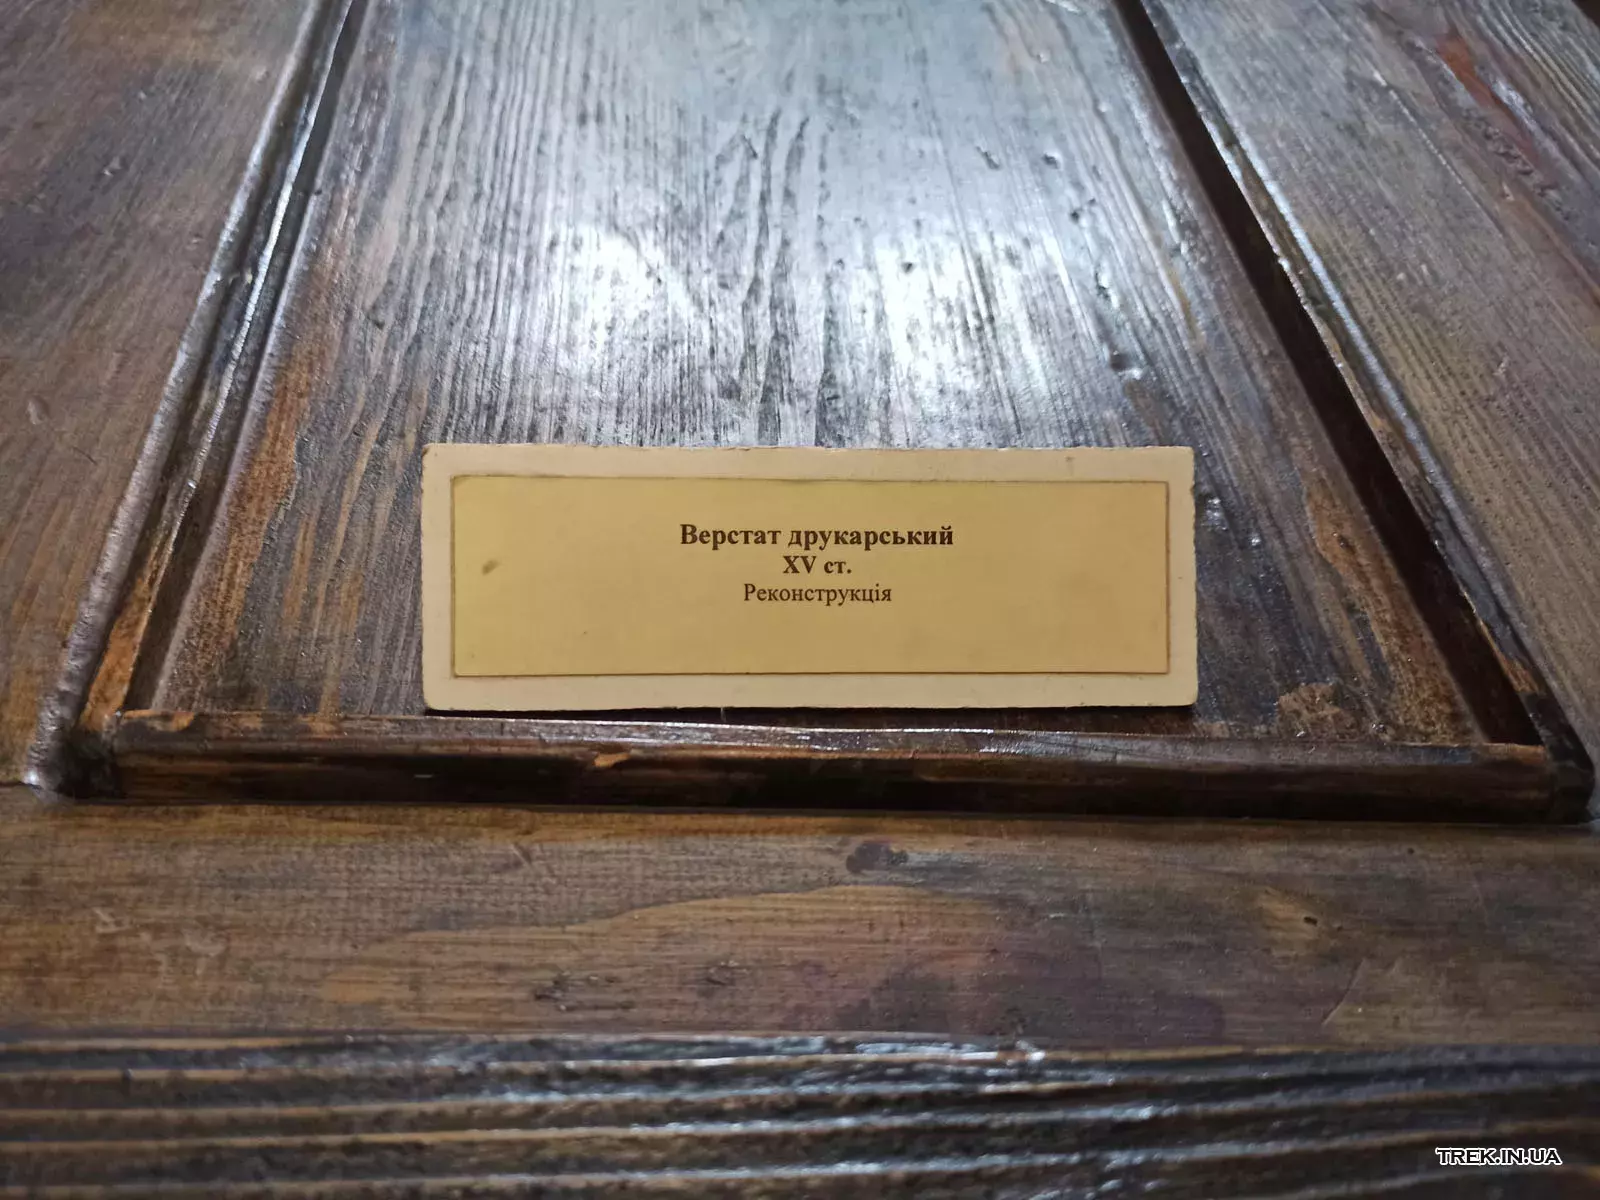 Верстат друкарський
XV ст.
Реконструкція
TREK.IN.UA